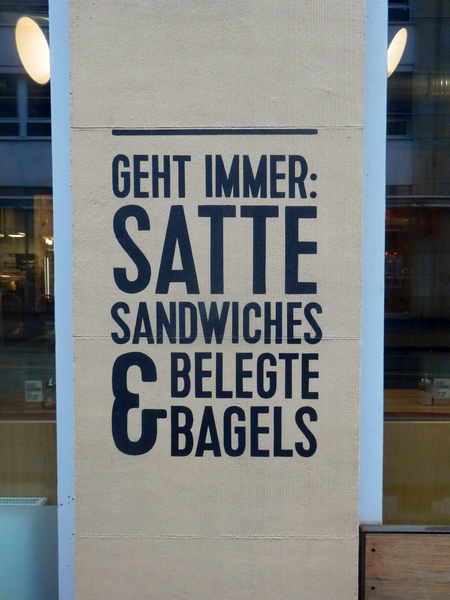 GEHT IMMER:
SATTE
SANDWICHES
& BELEGTE
BAGELS